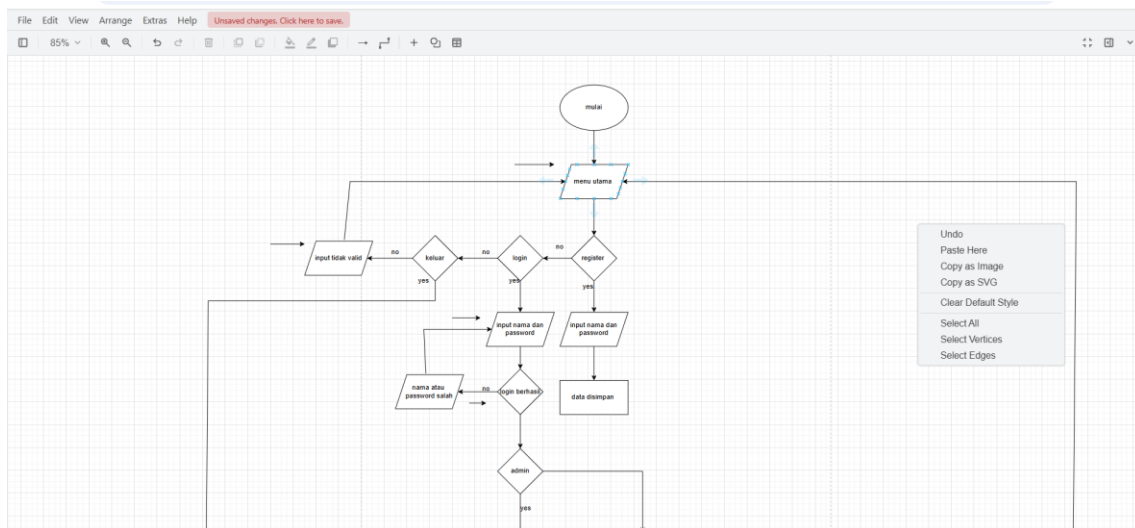 File Edit View Arrange Extras Help Unsaved changes. Click here to save.
85%
mulai
menu utama
input tidak valid
no
keluar
no
login
no
register
yes
yes
yes
input nama dan
password
input nama dan
password
nama atau
password salah
no
login berhasil
data disimpan
admin
yes
Undo
Paste Here
Copy as Image
Copy as SVG
Clear Default Style
Select All
Select Vertices
Select Edges